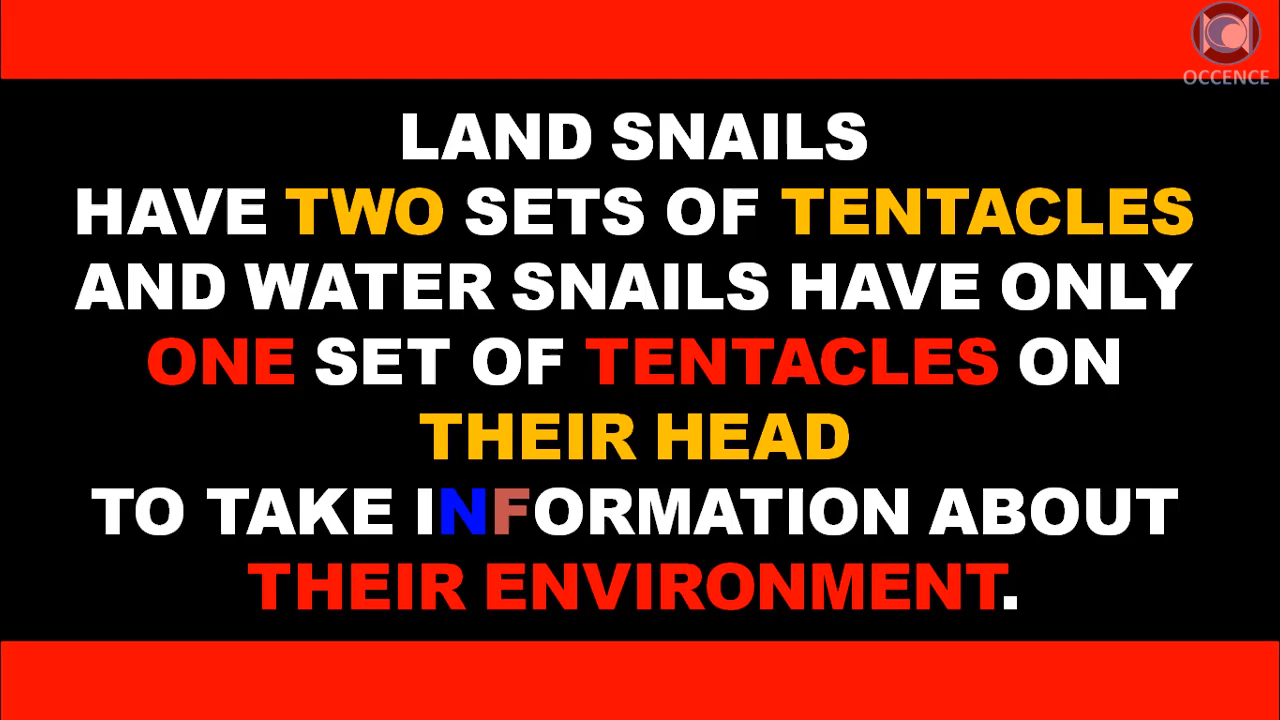 OCCENCE
LAND SNAILS
HAVE TWO SETS OF TENTACLES
AND WATER SNAILS HAVE ONLY
ONE SET OF TENTACLES ON
THEIR HEAD
TO TAKE INFORMATION ABOUT
THEIR ENVIRONMENT.